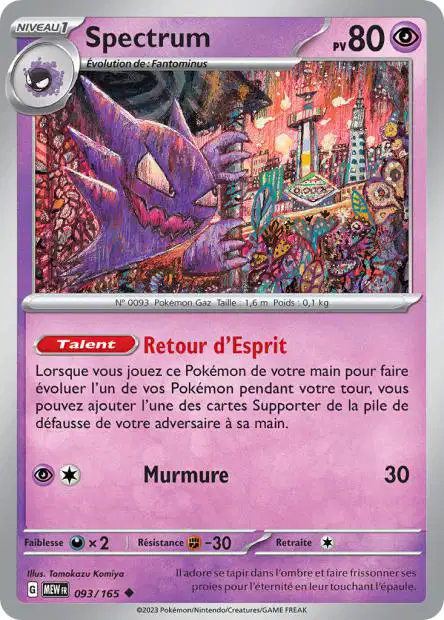 NIVEAU 1
Spectrum
PV 80
Évolution de : Fantominus
N° 0093 Pokémon Gaz Taille : 1,6 m Poids : 0,1 kg
Talent Retour d'Esprit
Lorsque vous jouez ce Pokémon de votre main pour faire
évoluer l'un de vos Pokémon pendant votre tour, vous
pouvez ajouter l'une des cartes Supporter de la pile de
défausse de votre adversaire à sa main.
Murmure 30
Faiblesse ×2 Résistance -30 Retraite
Illus. Tomokazu Komiya
G MEW FR 093/165
Il adore se tapir dans l'ombre et faire frissonner ses
proies pour l'éternité en leur touchant l'épaule.
©2023 Pokémon/Nintendo/Creatures/GAME FREAK